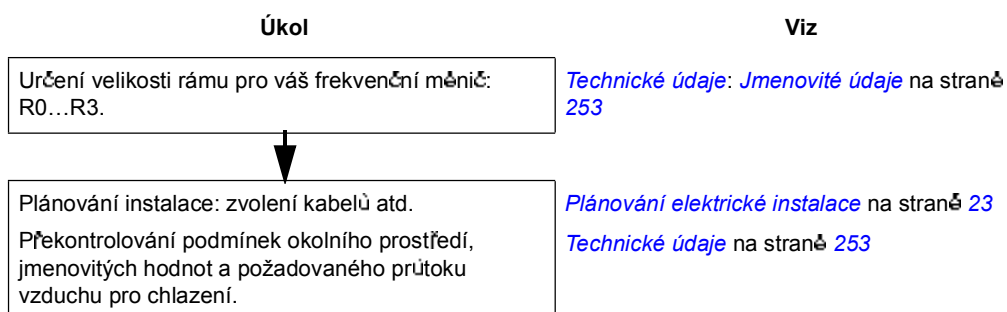 Úkol
Viz
Určení velikosti rámu pro váš frekvenční měnič:
R0…R3.
Technické údaje: Jmenovité údaje na straně
253
Plánování instalace: zvolení kabelů atd.
Překontrolování podmínek okolního prostředí,
jmenovitých hodnot a požadovaného průtoku
vzduchu pro chlazení.
Plánování elektrické instalace na straně 23
Technické údaje na straně 253